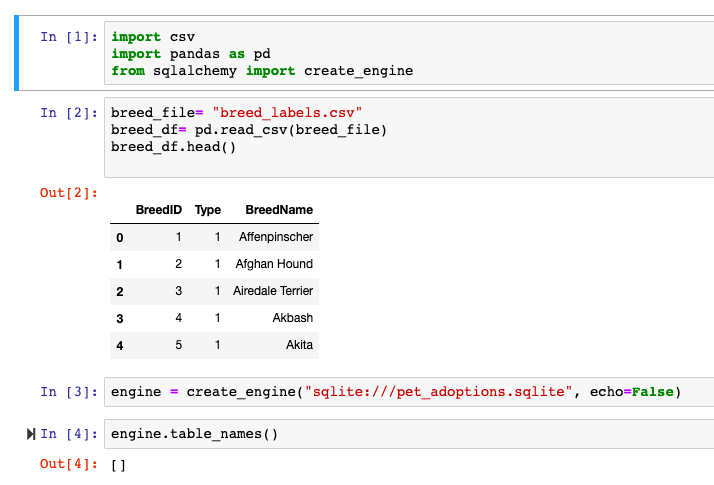 In [1]: import csv
import pandas as pd
from sqlalchemy import create_engine
In [2]: breed_file= "breed_labels.csv"
breed_df= pd.read_csv(breed_file)
breed_df.head()
Out[2]:
BreedID Type BreedName
0 1 1 Affenpinscher
1 2 1 Afghan Hound
2 3 1 Airedale Terrier
3 4 1 Akbash
4 5 1 Akita
In [3]: engine = create_engine("sqlite:///pet_adoptions.sqlite", echo=False)
In [4]: engine.table_names()
Out[4]: []